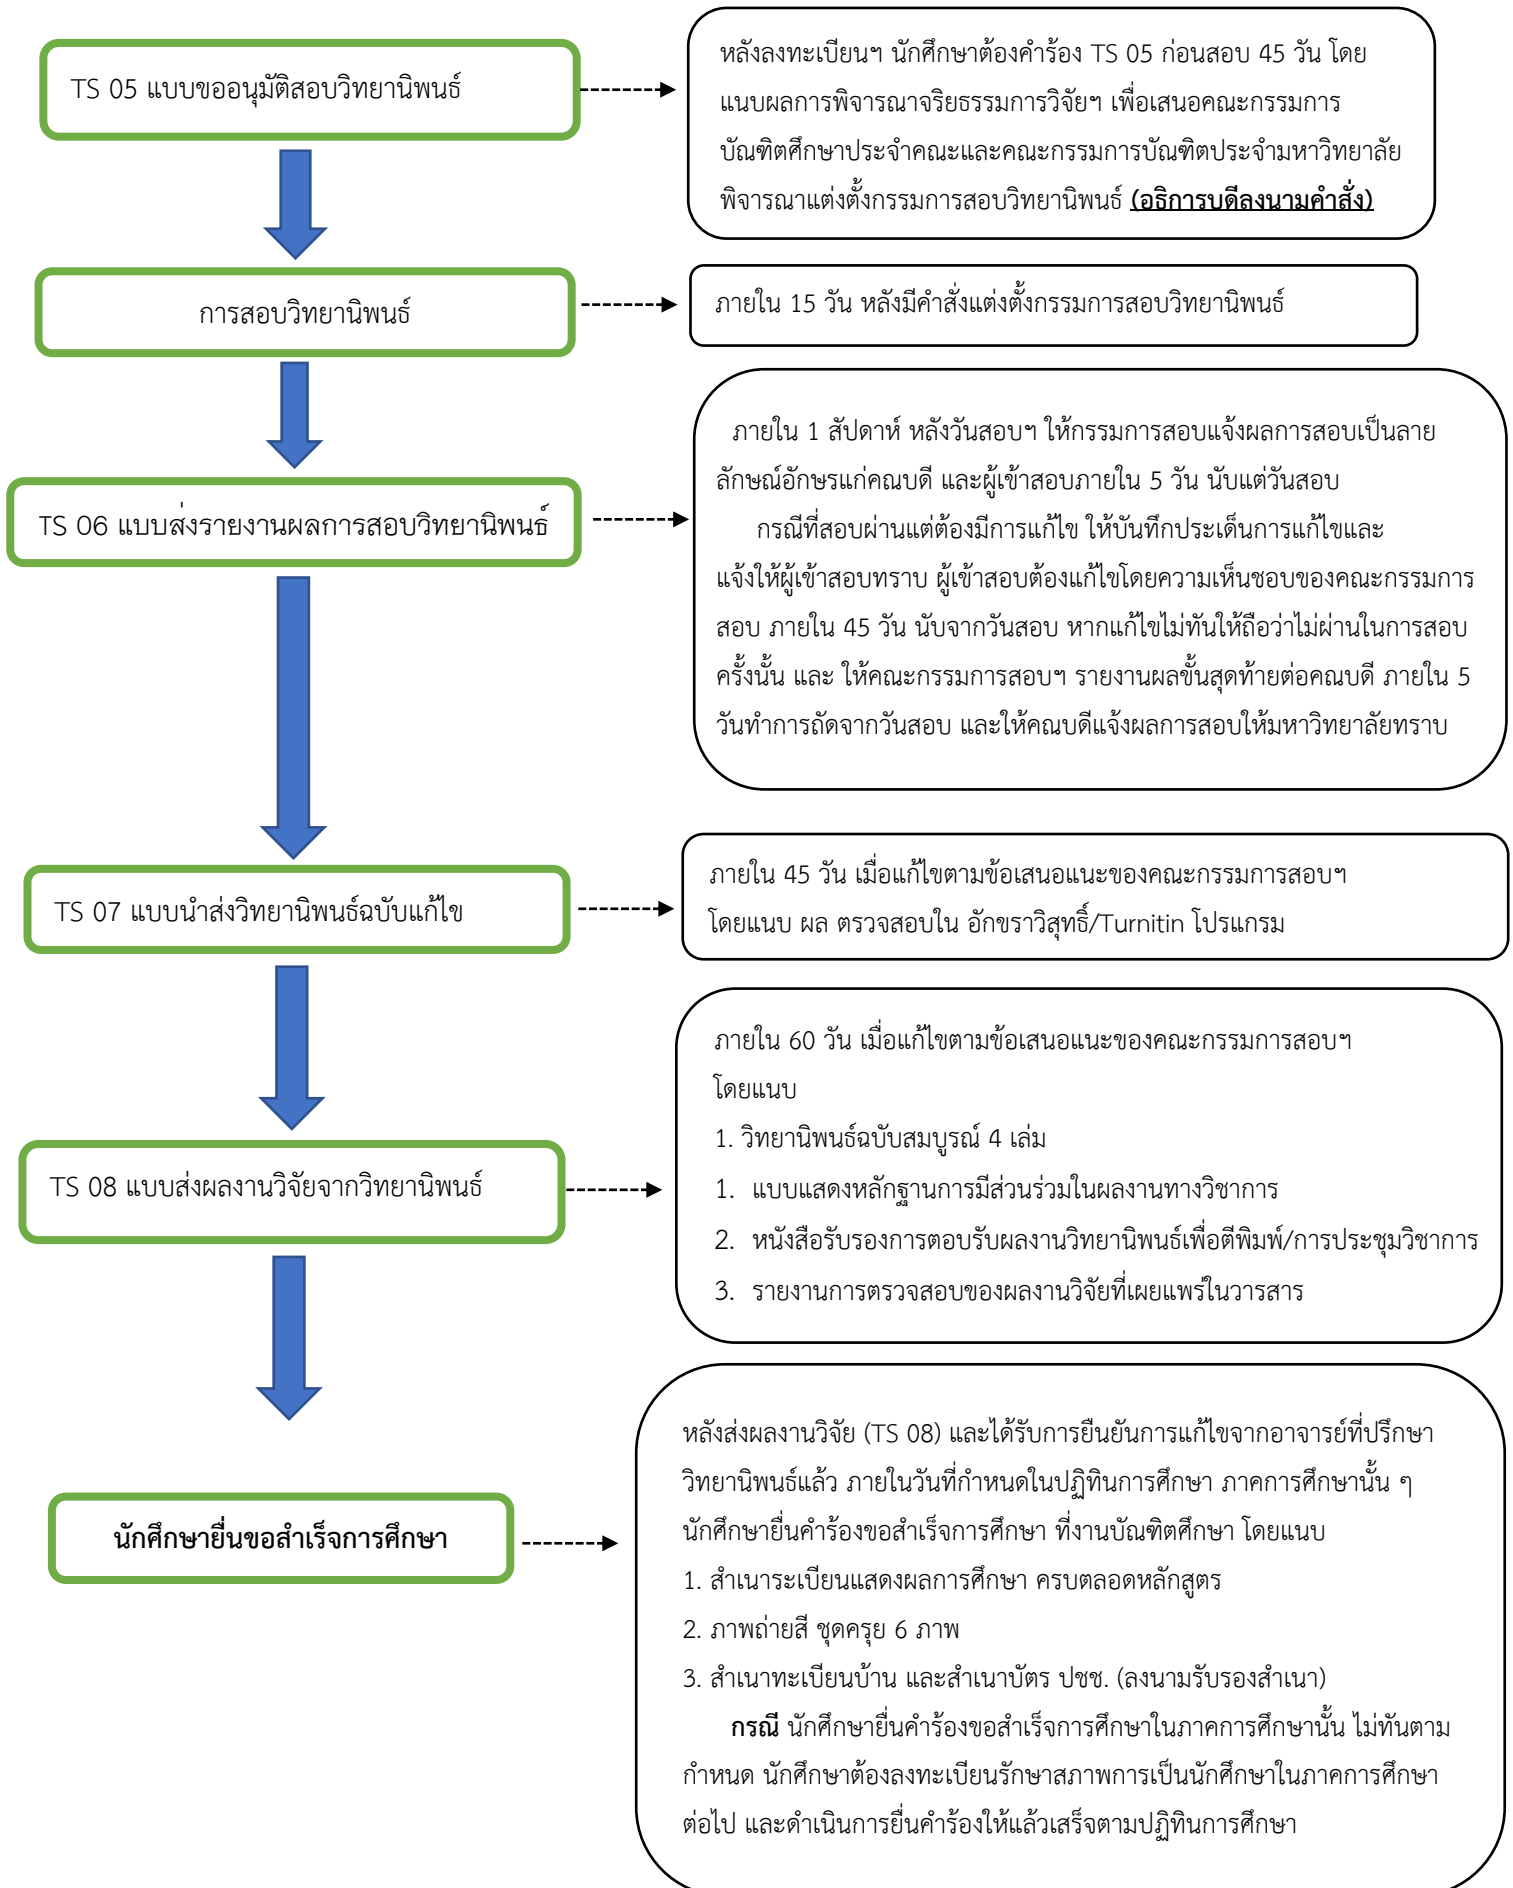 TS 05 แบบขออนุมัติสอบวิทยานิพนธ์
หลังลงทะเบียนฯ นักศึกษาต้องคำร้อง TS 05 ก่อนสอบ 45 วัน โดย
แนบผลการพิจารณาจริยธรรมการวิจัยฯ เพื่อเสนอคณะกรรมการ
บัณฑิตศึกษาประจำคณะและคณะกรรมการบัณฑิตประจำมหาวิทยาลัย
พิจารณาแต่งตั้งกรรมการสอบวิทยานิพนธ์ (อธิการบดีลงนามคำสั่ง)
การสอบวิทยานิพนธ์
ภายใน 15 วัน หลังมีคำสั่งแต่งตั้งกรรมการสอบวิทยานิพนธ์
TS 06 แบบส่งรายงานผลการสอบวิทยานิพนธ์
ภายใน 1 สัปดาห์ หลังวันสอบฯ ให้กรรมการสอบแจ้งผลการสอบเป็นลาย
ลักษณ์อักษรแก่คณบดี และผู้เข้าสอบภายใน 5 วัน นับแต่วันสอบ
กรณีที่สอบผ่านแต่ต้องมีการแก้ไข ให้บันทึกประเด็นการแก้ไขและ
แจ้งให้ผู้เข้าสอบทราบ ผู้เข้าสอบต้องแก้ไขโดยความเห็นชอบของคณะกรรมการ
สอบ ภายใน 45 วัน นับจากวันสอบ หากแก้ไขไม่ทันให้ถือว่าไม่ผ่านในการสอบ
ครั้งนั้น และ ให้คณะกรรมการสอบฯ รายงานผลขั้นสุดท้ายต่อคณบดี ภายใน 5
วันทำการถัดจากวันสอบ และให้คณบดีแจ้งผลการสอบให้มหาวิทยาลัยทราบ
TS 07 แบบนำส่งวิทยานิพนธ์ฉบับแก้ไข
ภายใน 45 วัน เมื่อแก้ไขตามข้อเสนอแนะของคณะกรรมการสอบฯ
โดยแนบ ผล ตรวจสอบใน อักขราวิสุทธิ์/Turnitin โปรแกรม
TS 08 แบบส่งผลงานวิจัยจากวิทยานิพนธ์
ภายใน 60 วัน เมื่อแก้ไขตามข้อเสนอแนะของคณะกรรมการสอบฯ
โดยแนบ
1. วิทยานิพนธ์ฉบับสมบูรณ์ 4 เล่ม
1. แบบแสดงหลักฐานการมีส่วนร่วมในผลงานทางวิชาการ
2. หนังสือรับรองการตอบรับผลงานวิทยานิพนธ์เพื่อตีพิมพ์/การประชุมวิชาการ
3. รายงานการตรวจสอบของผลงานวิจัยที่เผยแพร่ในวารสาร
นักศึกษายื่นขอสำเร็จการศึกษา
หลังส่งผลงานวิจัย (TS 08) และได้รับการยืนยันการแก้ไขจากอาจารย์ที่ปรึกษา
วิทยานิพนธ์แล้ว ภายในวันที่กำหนดในปฏิทินการศึกษา ภาคการศึกษานั้น ๆ
นักศึกษายื่นคำร้องขอสำเร็จการศึกษา ที่งานบัณฑิตศึกษา โดยแนบ
1. สำเนาระเบียนแสดงผลการศึกษา ครบตลอดหลักสูตร
2. ภาพถ่ายสี ชุดครุย 6 ภาพ
3. สำเนาทะเบียนบ้าน และสำเนาบัตร ปชช. (ลงนามรับรองสำเนา)
กรณี นักศึกษายื่นคำร้องขอสำเร็จการศึกษาในภาคการศึกษานั้น ไม่ทันตาม
กำหนด นักศึกษาต้องลงทะเบียนรักษาสภาพการเป็นนักศึกษาในภาคการศึกษา
ต่อไป และดำเนินการยื่นคำร้องให้แล้วเสร็จตามปฏิทินการศึกษา